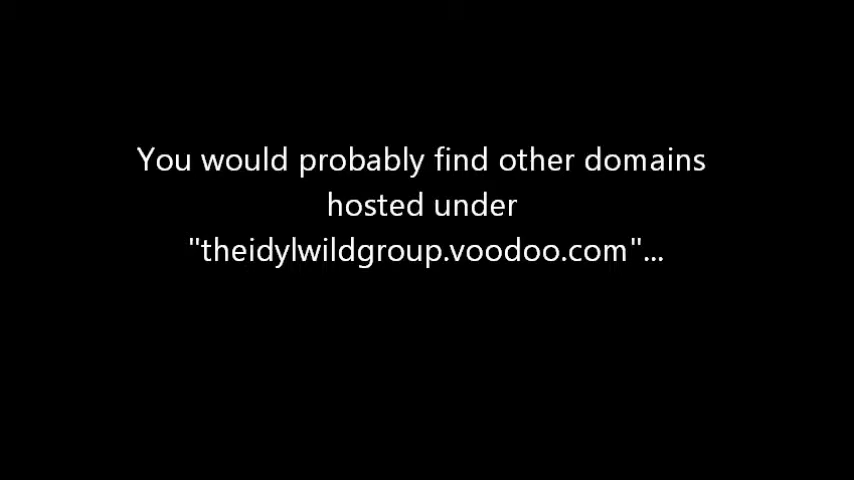 You would probably find other domains
hosted under
"theidylwildgroup.voodoo.com"...